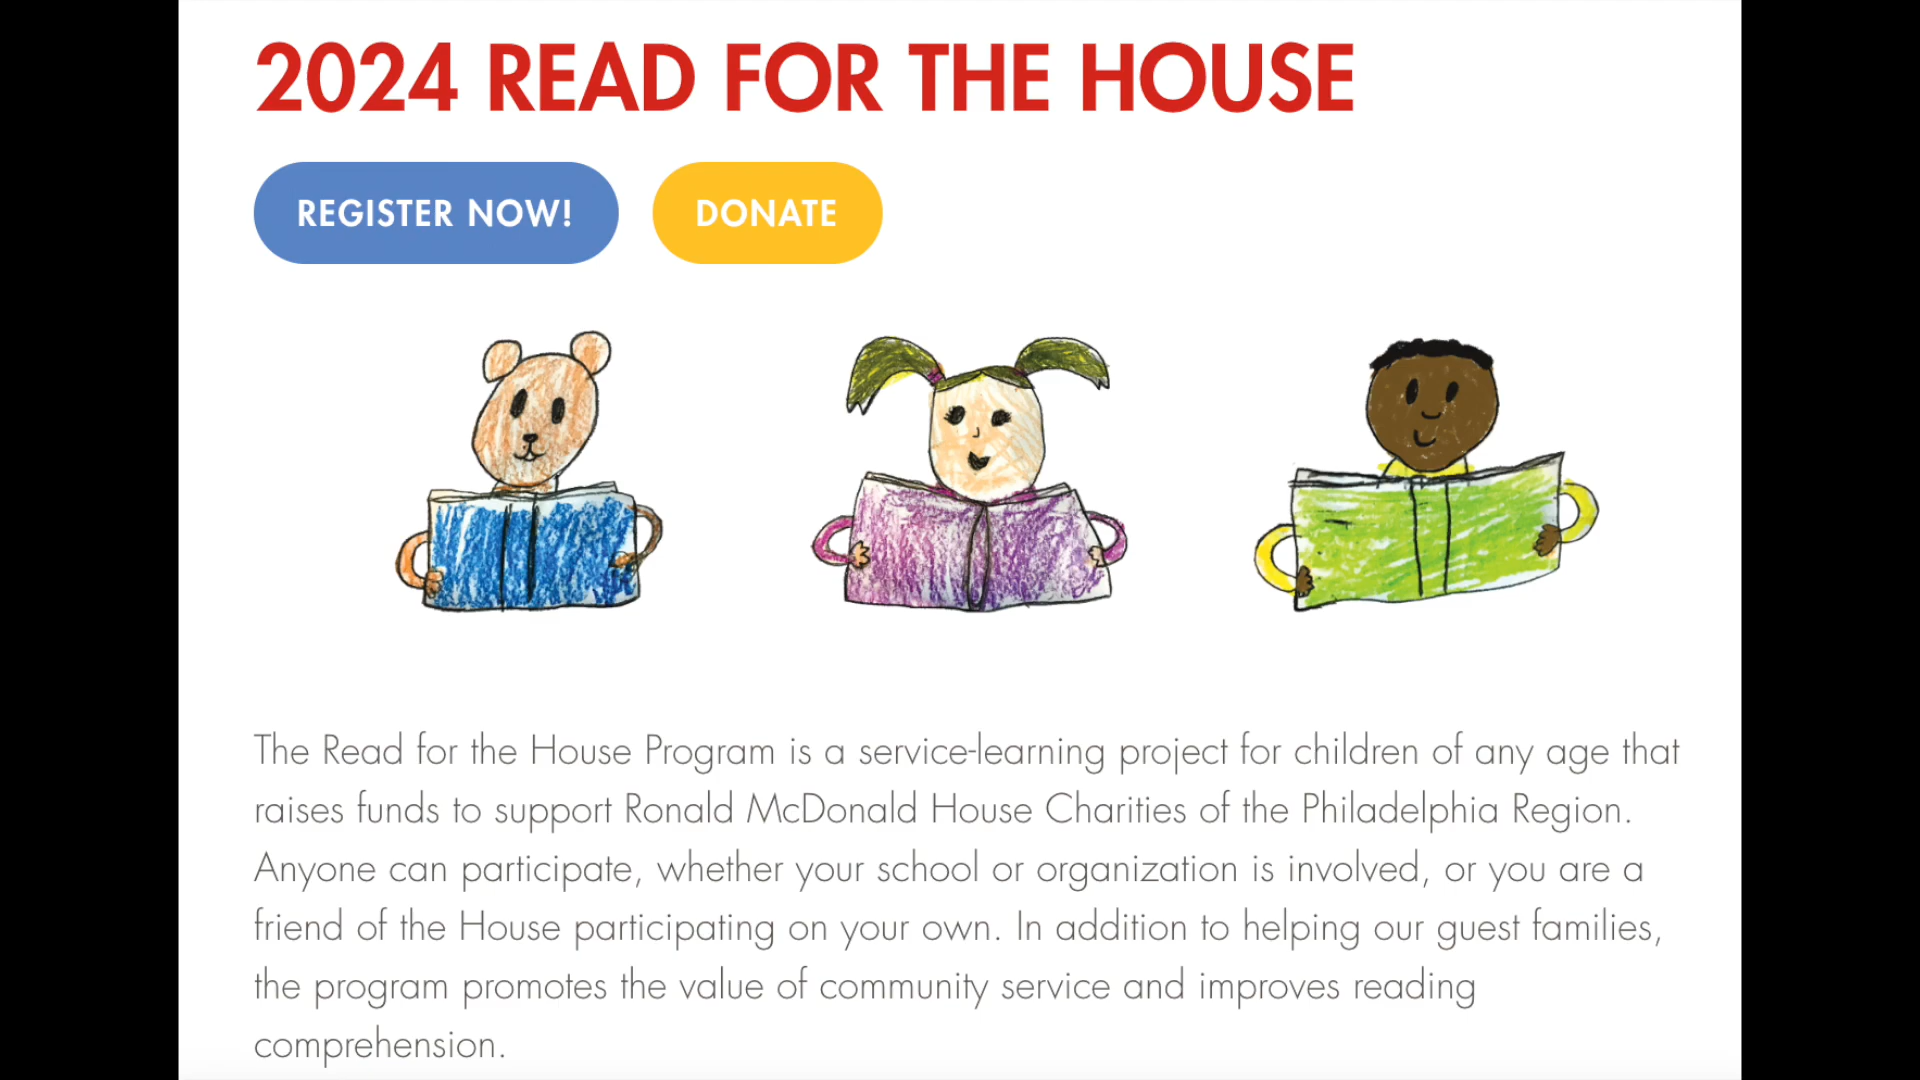 2024 READ FOR THE HOUSE
REGISTER NOW!
DONATE
The Read for the House Program is a service-learning project for children of any age that
raises funds to support Ronald McDonald House Charities of the Philadelphia Region.
Anyone can participate, whether your school or organization is involved, or you are a
friend of the House participating on your own. In addition to helping our guest families,
the program promotes the value of community service and improves reading
comprehension.